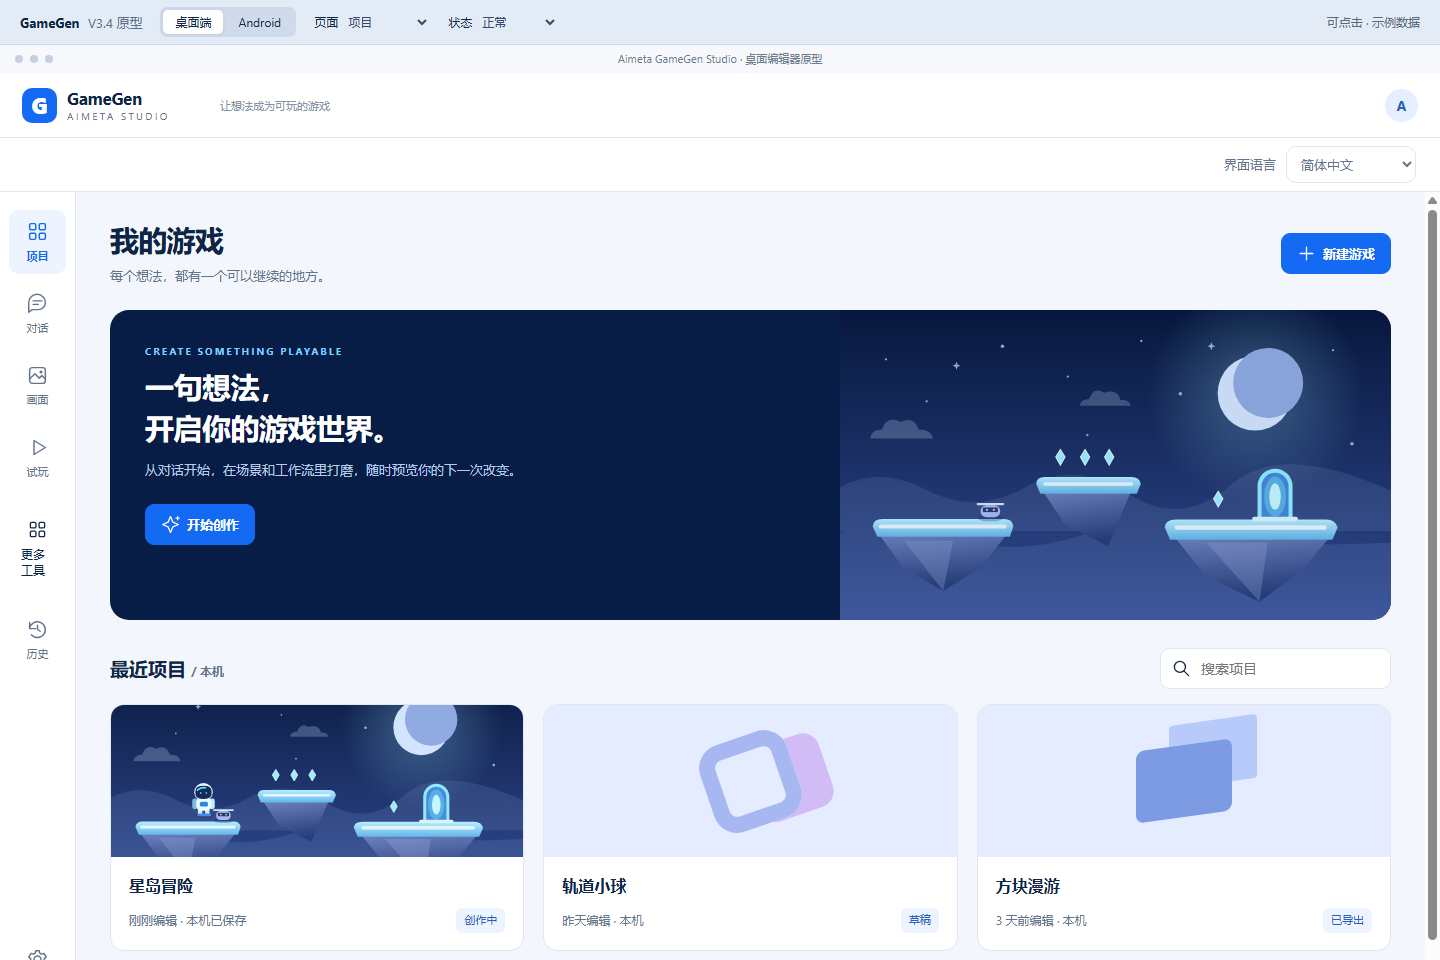 GameGen V3.4 原型 桌面端 Android 页面 项目 状态 正常 可点击 · 示例数据
Aimeta GameGen Studio · 桌面编辑器原型
G GameGen
AIMETA STUDIO
让想法成为可玩的游戏
A
界面语言 简体中文
项目
对话
画面
试玩
更多
工具
历史
我的游戏
每个想法，都有一个可以继续的地方。
新建游戏
CREATE SOMETHING PLAYABLE
一句想法，
开启你的游戏世界。
从对话开始，在场景和工作流里打磨，随时预览你的下一次改变。
开始创作
最近项目 / 本机
搜索项目
星岛冒险
刚刚编辑 · 本机已保存 创作中
轨道小球
昨天编辑 · 本机 草稿
方块漫游
3 天前编辑 · 本机 已导出